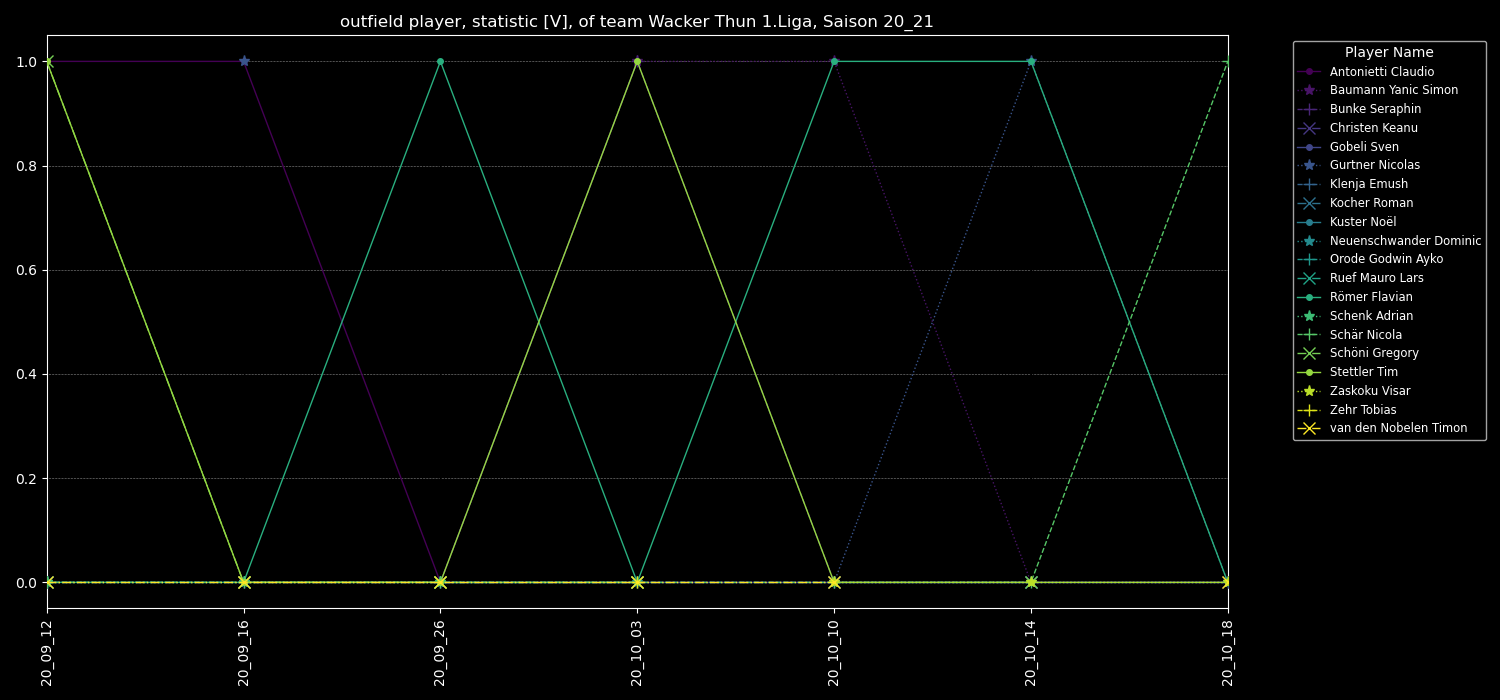 outfield player, statistic [V], of team Wacker Thun 1.Liga, Saison 20_21
1.0
0.8
0.6
0.4
0.2
0.0
20_09_12
20_09_16
20_09_26
20_10_03
20_10_10
20_10_14
20_10_18
Player Name
Antonietti Claudio
Baumann Yanic Simon
Bunke Seraphin
Christen Keanu
Gobeli Sven
Gurtner Nicolas
Klenja Emush
Kocher Roman
Kuster Noël
Neuenschwander Dominic
Orode Godwin Ayko
Ruef Mauro Lars
Römer Flavian
Schenk Adrian
Schär Nicola
Schöni Gregory
Stettler Tim
Zaskoku Visar
Zehr Tobias
van den Nobelen Timon